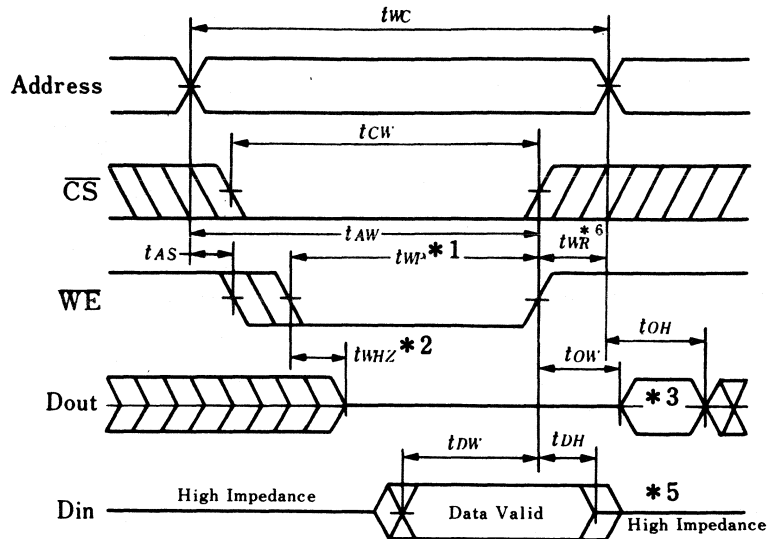 tWC
Address
tCW
CS
tAW
tAS
tWP*1
tWR*6
WE
tWHZ*2
tOW
tOH
Dout
*3
tDW
tDH
Din
High Impedance
Data Valid
*5
High Impedance